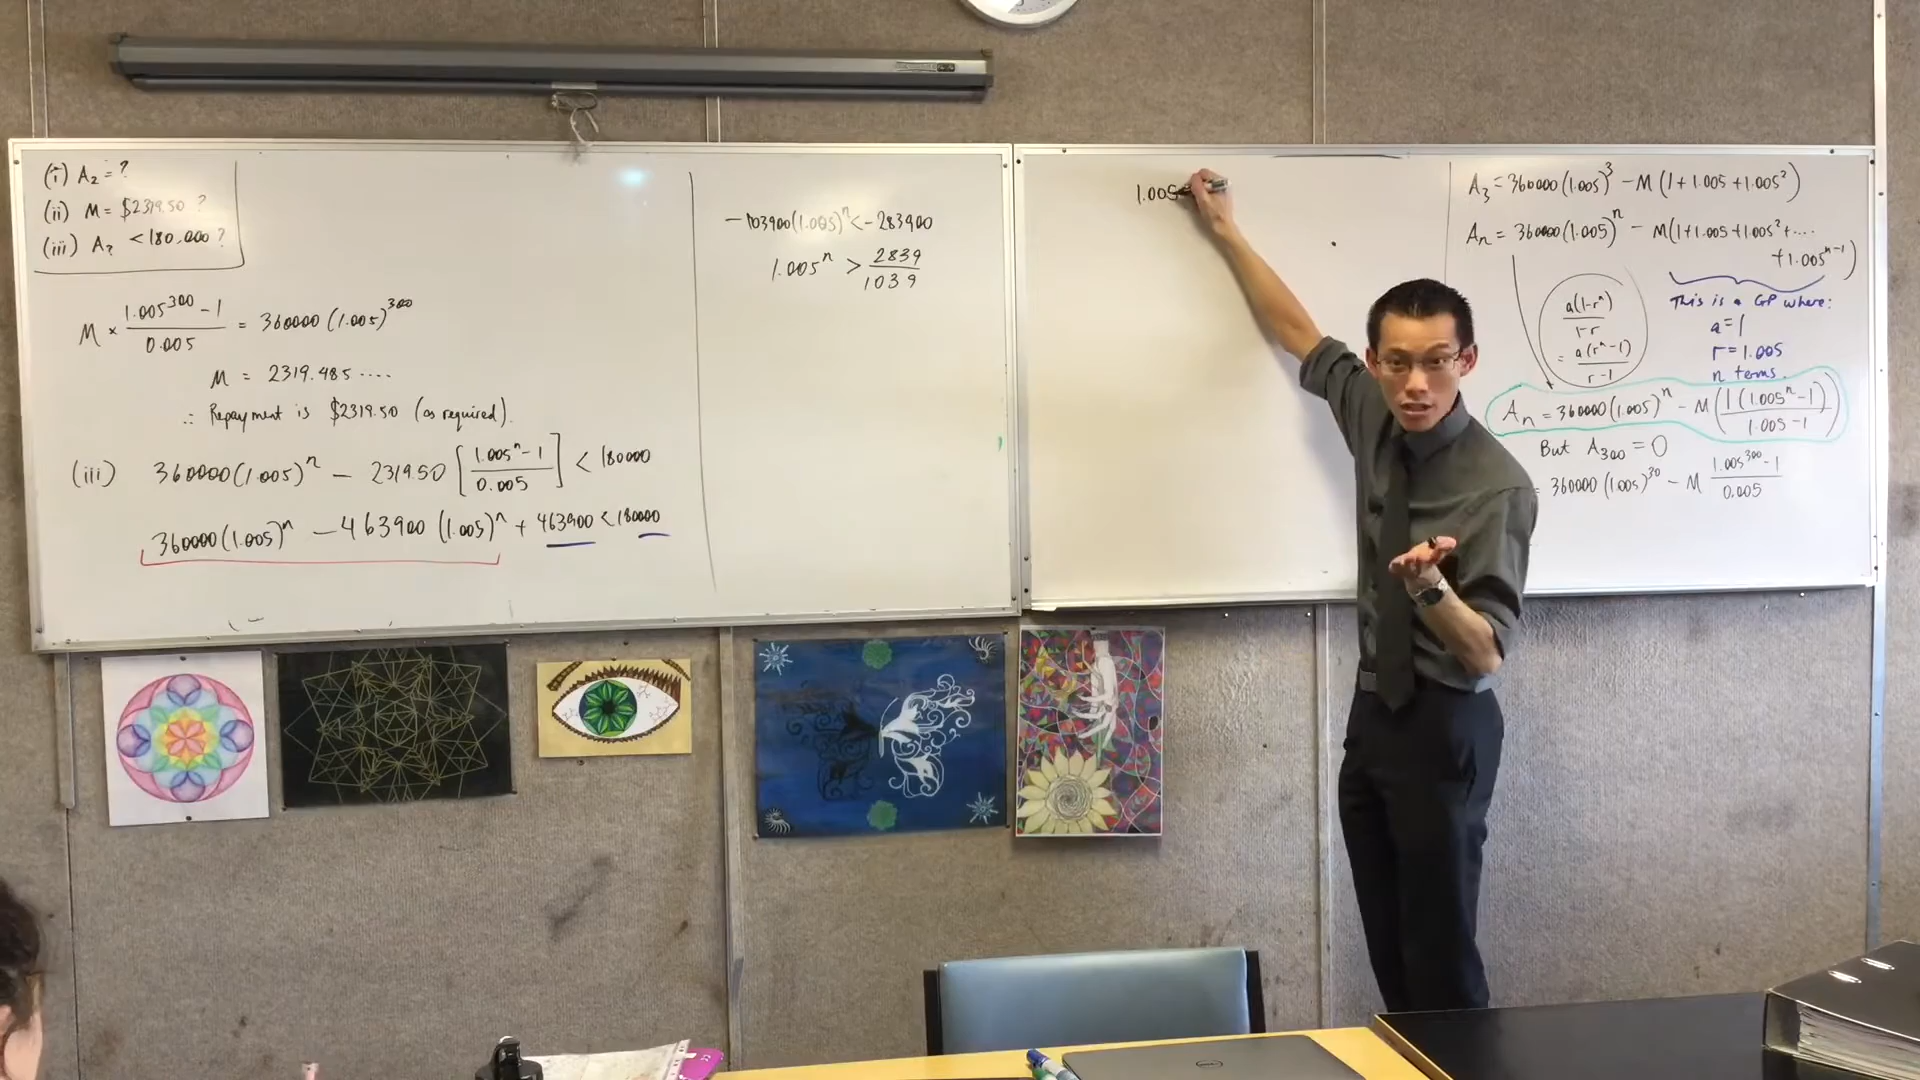 (i) A₂ = ?
(ii) M = $2319.50 ?
(iii) A? < 180,000 ?
M × (1.005³⁰⁰ - 1)/0.005 = 360000 (1.005)³⁰⁰
M = 2319.485 ....
∴ Repayment is $2319.50 (as required).
(iii) 360000(1.005)ⁿ - 2319.50 [(1.005ⁿ - 1)/0.005] < 180000
360000(1.005)ⁿ - 463900 (1.005)ⁿ + 463900 < 180000
- 103900(1.005)ⁿ < - 283900
1.005ⁿ > 2839/1039
1.005
A₃ = 360000(1.005)³ - M(1 + 1.005 + 1.005²)
Aₙ = 360000(1.005)ⁿ - M(1+1.005+1.005²+....
+1.005ⁿ⁻¹)
a(1-rⁿ)/1-r
= a(rⁿ-1)/r-1
This is a GP where:
a = 1
r = 1.005
n terms.
Aₙ = 360000(1.005)ⁿ - M(1(1.005ⁿ-1)/1.005-1)
But A₃₀₀ = 0
= 360000(1.005)³⁰ - M (1.005³⁰⁰-1)/0.005